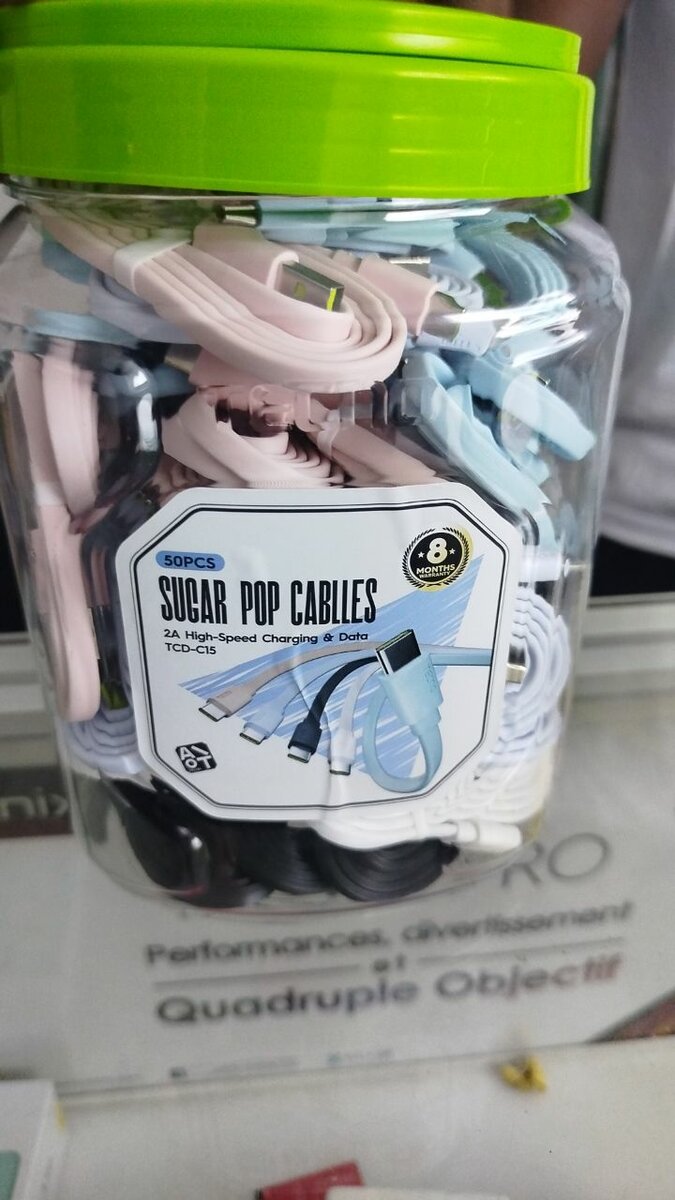 50PCS
SUGAR POP CABLLES
2A High-Speed Charging & Data
TCD-C15
8
MONTHS
WARRANTY
RO
Performances, divertissement
et
Quadruple Objectif